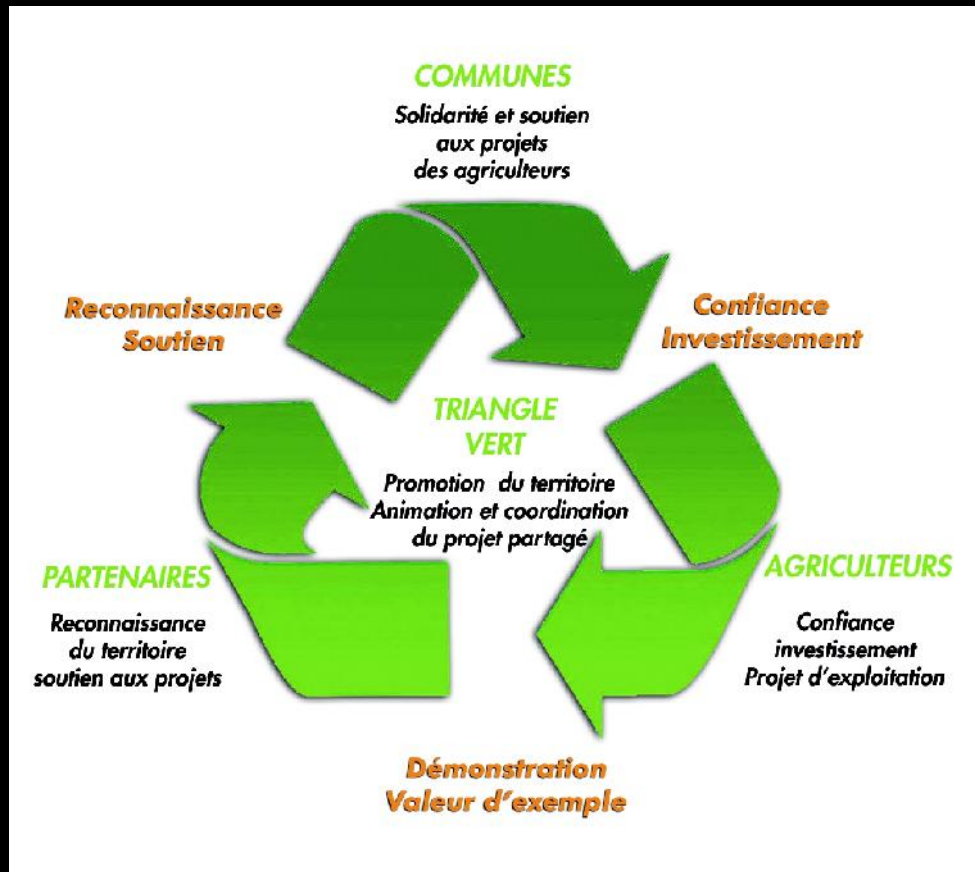 COMMUNES
Solidarité et soutien
aux projets
des agriculteurs
Reconnaissance
Soutien
Confiance
Investissement
TRIANGLE
VERT
Promotion du territoire
Animation et coordination
du projet partagé
PARTENAIRES
Reconnaissance
du territoire
soutien aux projets
AGRICULTEURS
Confiance
investissement
Projet d'exploitation
Démonstration
Valeur d'exemple